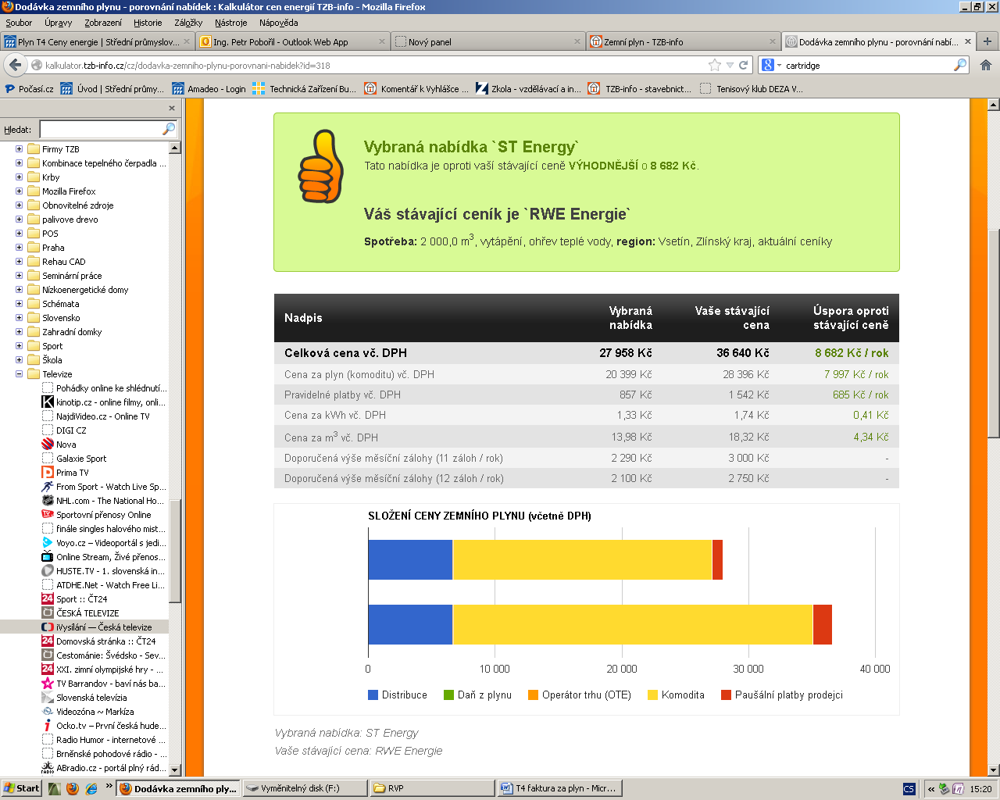 Dodávka zemního plynu - porovnání nabídek : Kalkulátor cen energií TZB-info - Mozilla Firefox
Soubor Úpravy Zobrazení Historie Záložky Nástroje Nápověda
Plyn T4 Ceny energie | Střední průmyslov... Ing. Petr Pobořil - Outlook Web App Nový panel Zemní plyn - TZB-info Dodávka zemního plynu - porovnání nabí...
kalkulator.tzb-info.cz/cz/dodavka-zemniho-plynu-porovnani-nabidek?id=318 cartridge
Počasí.cz Úvod | Střední průmy... Amadeo - Login Technická Zařízení Bu... Komentář k Vyhlášce ... Zkola - vzdělávací a in... TZB-info - stavebnict... Tenisový klub DEZA V...
Hledat:
Firmy TZB
Kombinace tepelného čerpadla ...
Krby
Mozilla Firefox
Obnovitelné zdroje
palivove drevo
POS
Praha
Rehau CAD
Seminární práce
Nízkoenergetické domy
Schémata
Slovensko
Zahradní domky
Sport
Škola
Televize
Pohádky online ke shlédnutí...
kinotip.cz - online filmy, onli...
NajdiVideo.cz - Online TV
DIGI CZ
Nova
Galaxie Sport
Prima TV
From Sport - Watch Live Sp...
NHL.com - The National Ho...
Sportovní přenosy Online
finále singles halového mist...
Voyo.cz – Videoportál s jedi...
Online Stream, Živé přenos...
HUSTE.TV - 1. slovenská in...
ATDHE.Net - Watch Free Li...
Sport :: ČT24
ČESKÁ TELEVIZE
iVysílání — Česká televize
Domovská stránka :: ČT24
Cestománie: Švédsko - Sev...
XXI. zimní olympijské hry - ...
TV Barrandov - baví nás ba...
Slovenská televízia
Videozóna ~ Markíza
Ocko.tv – První česká hude...
Radio Humor - internetové ...
Brněnské pohodové rádio - ...
ABradio.cz - portál plný rád...
Vybraná nabídka `ST Energy`
Tato nabídka je oproti vaší stávající ceně VÝHODNĚJŠÍ o 8 682 Kč.
Váš stávající ceník je `RWE Energie`
Spotřeba: 2 000,0 m3, vytápění, ohřev teplé vody, region: Vsetín, Zlínský kraj, aktuální ceníky
Nadpis Vybraná nabídka Vaše stávající cena Úspora oproti stávající ceně
Celková cena vč. DPH 27 958 Kč 36 640 Kč 8 682 Kč / rok
Cena za plyn (komoditu) vč. DPH 20 399 Kč 28 396 Kč 7 997 Kč / rok
Pravidelné platby vč. DPH 857 Kč 1 542 Kč 685 Kč / rok
Cena za kWh vč. DPH 1,33 Kč 1,74 Kč 0,41 Kč
Cena za m3 vč. DPH 13,98 Kč 18,32 Kč 4,34 Kč
Doporučená výše měsíční zálohy (11 záloh / rok) 2 290 Kč 3 000 Kč -
Doporučená výše měsíční zálohy (12 záloh / rok) 2 100 Kč 2 750 Kč -
SLOŽENÍ CENY ZEMNÍHO PLYNU (včetně DPH)
0 10 000 20 000 30 000 40 000
Distribuce Daň z plynu Operátor trhu (OTE) Komodita Paušální platby prodejci
Vybraná nabídka: ST Energy
Vaše stávající cena: RWE Energie
Start » Dodávka zemního ply... Vyměnitelný disk (F:) RVP T4 faktura za plyn - Micr... CS « 15:20